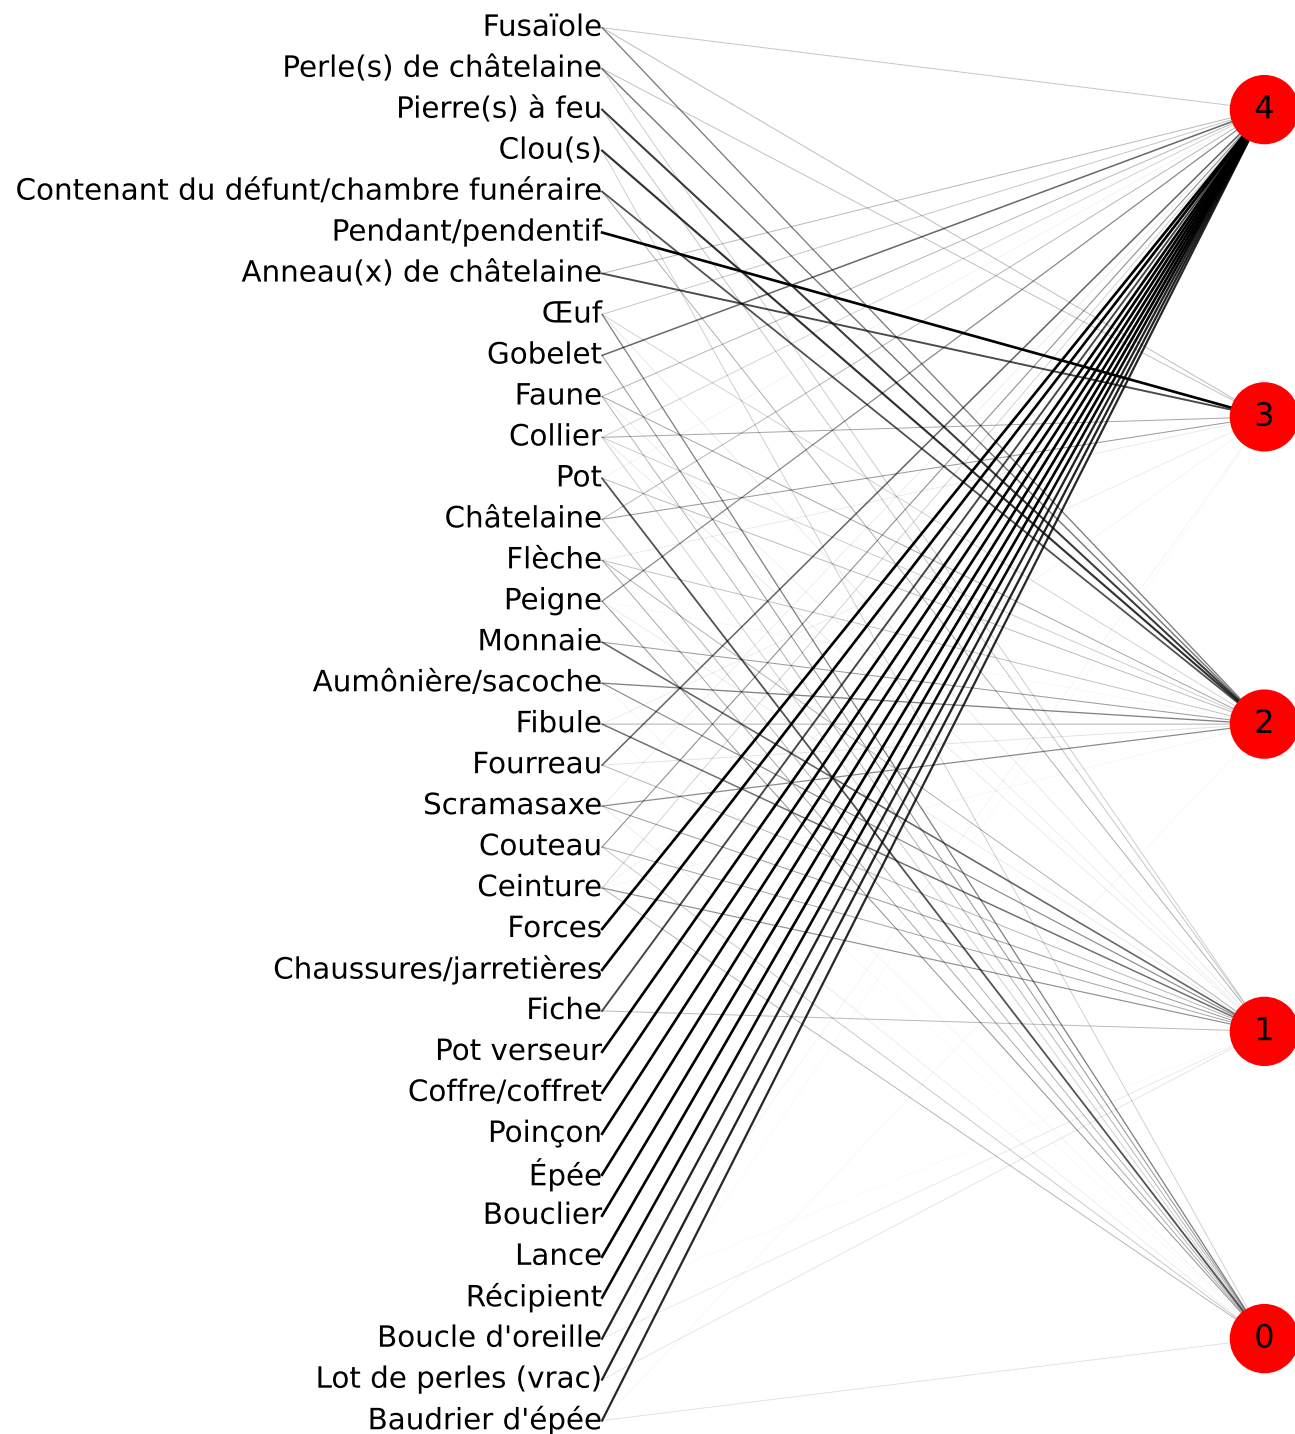 Fusaïole
Perle(s) de châtelaine
Pierre(s) à feu
Clou(s)
Contenant du défunt/chambre funéraire
Pendant/pendentif
Anneau(x) de châtelaine
Œuf
Gobelet
Faune
Collier
Pot
Châtelaine
Flèche
Peigne
Monnaie
Aumônière/sacoche
Fibule
Fourreau
Scramasaxe
Couteau
Ceinture
Forces
Chaussures/jarretières
Fiche
Pot verseur
Coffre/coffret
Poinçon
Épée
Bouclier
Lance
Récipient
Boucle d'oreille
Lot de perles (vrac)
Baudrier d'épée
4
3
2
1
0